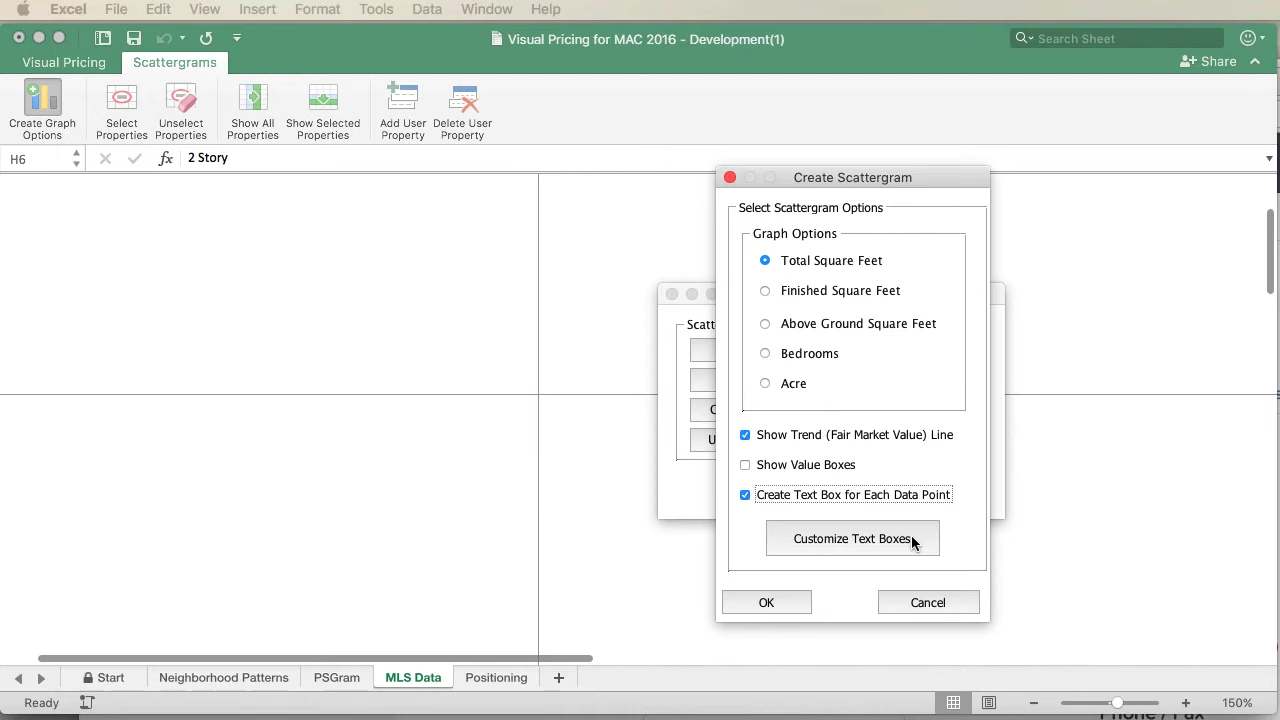 Excel File Edit View Insert Format Tools Data Window Help
Visual Pricing for MAC 2016 - Development(1)
Search Sheet
Visual Pricing Scattergrams
Share
Create Graph Options
Select Properties
Unselect Properties
Show All Properties
Show Selected Properties
Add User Property
Delete User Property
H6
fx 2 Story
Create Scattergram
Select Scattergram Options
Graph Options
Total Square Feet
Finished Square Feet
Above Ground Square Feet
Bedrooms
Acre
Show Trend (Fair Market Value) Line
Show Value Boxes
Create Text Box for Each Data Point
Customize Text Boxes
OK Cancel
Scatt
C
U
Start Neighborhood Patterns PSGram MLS Data Positioning
Ready
150%
Phone / Fax